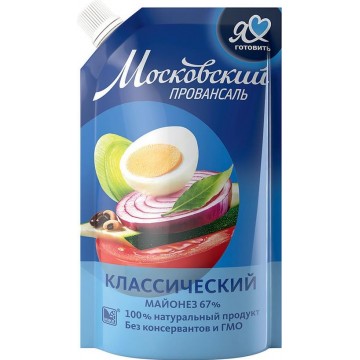 Я
ГОТОВИТЬ
Московский
ПРОВАНСАЛЬ
КЛАССИЧЕСКИЙ
МАЙОНЕЗ 67%
100% натуральный продукт
Без консервантов и ГМО